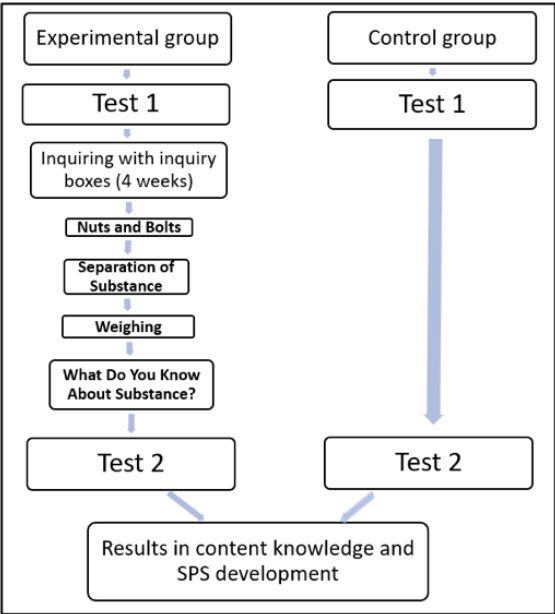 Experimental group
Test 1
Inquiring with inquiry
boxes (4 weeks)
Nuts and Bolts
Separation of
Substance
Weighing
What Do You Know
About Substance?
Test 2
Control group
Test 1
Test 2
Results in content knowledge and
SPS development